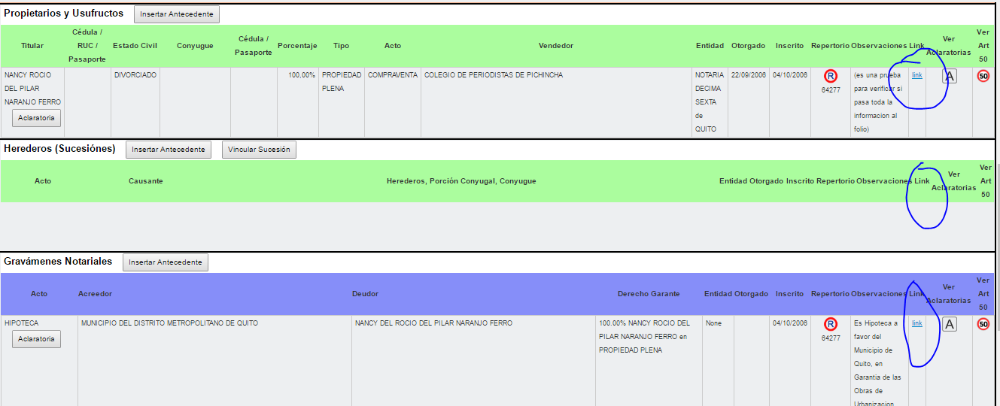 Propietarios y Usufructos Insertar Antecedente
Titular Cédula / RUC / Pasaporte Estado Civil Conyugue Cédula / Pasaporte Porcentaje Tipo Acto Vendedor Entidad Otorgado Inscrito Repertorio Observaciones Link Ver Aclaratorias Ver Art 50
NANCY ROCIO DIVORCIADO 100,00% PROPIEDAD COMPRAVENTA COLEGIO DE PERIODISTAS DE PICHINCHA NOTARIA 22/09/2006 04/10/2006 R (es una prueba link A 50
DEL PILAR PLENA DECIMA 64277 para verificar si
NARANJO FERRO SEXTA pasa toda la
Aclaratoria de informacion al
QUITO folio)
Herederos (Sucesiónes) Insertar Antecedente Vincular Sucesión
Acto Causante Herederos, Porción Conyugal, Conyugue Entidad Otorgado Inscrito Repertorio Observaciones Link Ver Aclaratorias Ver Art 50
Gravámenes Notariales Insertar Antecedente
Acto Acreedor Deudor Derecho Garante Entidad Otorgado Inscrito Repertorio Observaciones Link Ver Aclaratorias Ver Art 50
HIPOTECA MUNICIPIO DEL DISTRITO METROPOLITANO DE QUITO NANCY DEL ROCIO DEL PILAR NARANJO FERRO 100.00% NANCY ROCIO DEL None 04/10/2006 R Es Hipoteca a link A 50
Aclaratoria PILAR NARANJO FERRO en 64277 favor del
PROPIEDAD PLENA Municipio de
Quito, en
Garantia de las
Obras de
Urbanizacion